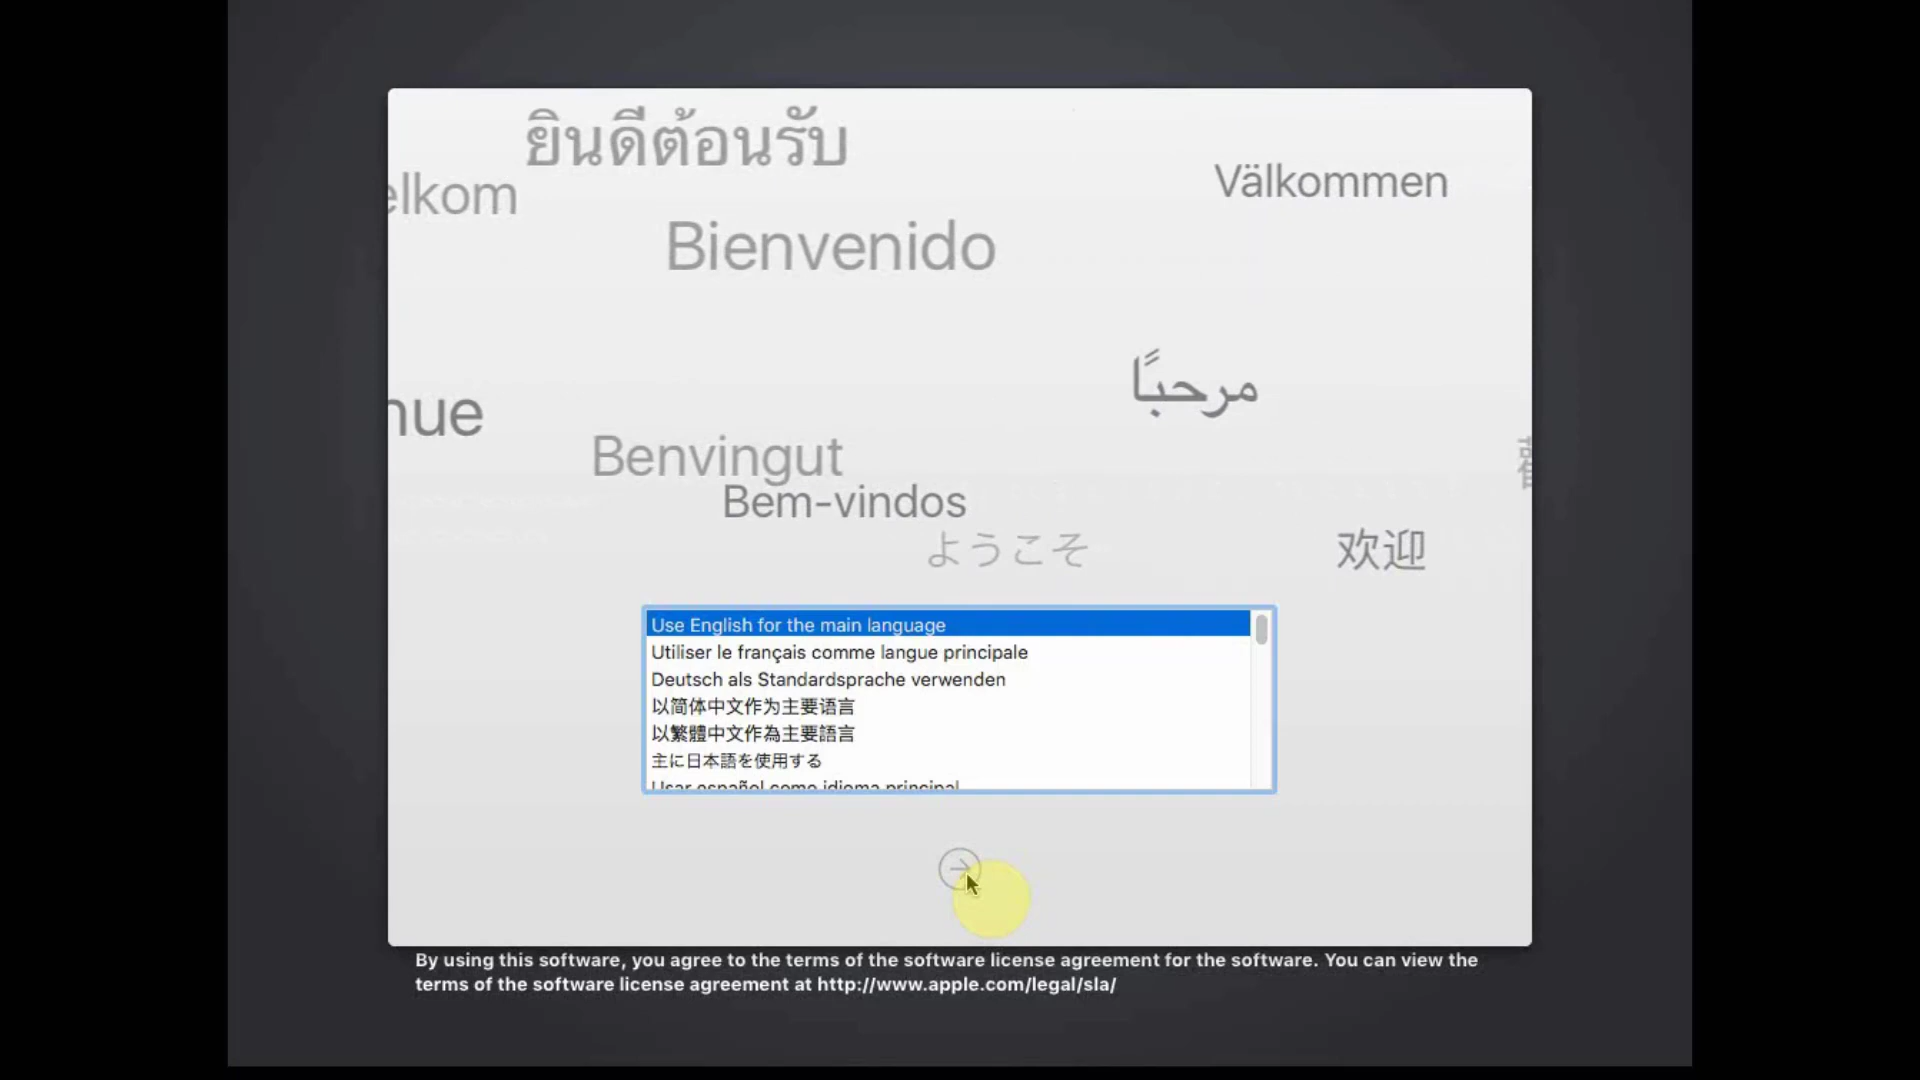 ยินดีต้อนรับ
elkom
Välkommen
Bienvenido
مرحبًا
nue
Benvingut
Bem-vindos
ようこそ
欢迎
Use English for the main language
Utiliser le français comme langue principale
Deutsch als Standardsprache verwenden
以简体中文作为主要语言
以繁體中文作為主要語言
主に日本語を使用する
Usar español como idioma principal
By using this software, you agree to the terms of the software license agreement for the software. You can view the
terms of the software license agreement at http://www.apple.com/legal/sla/